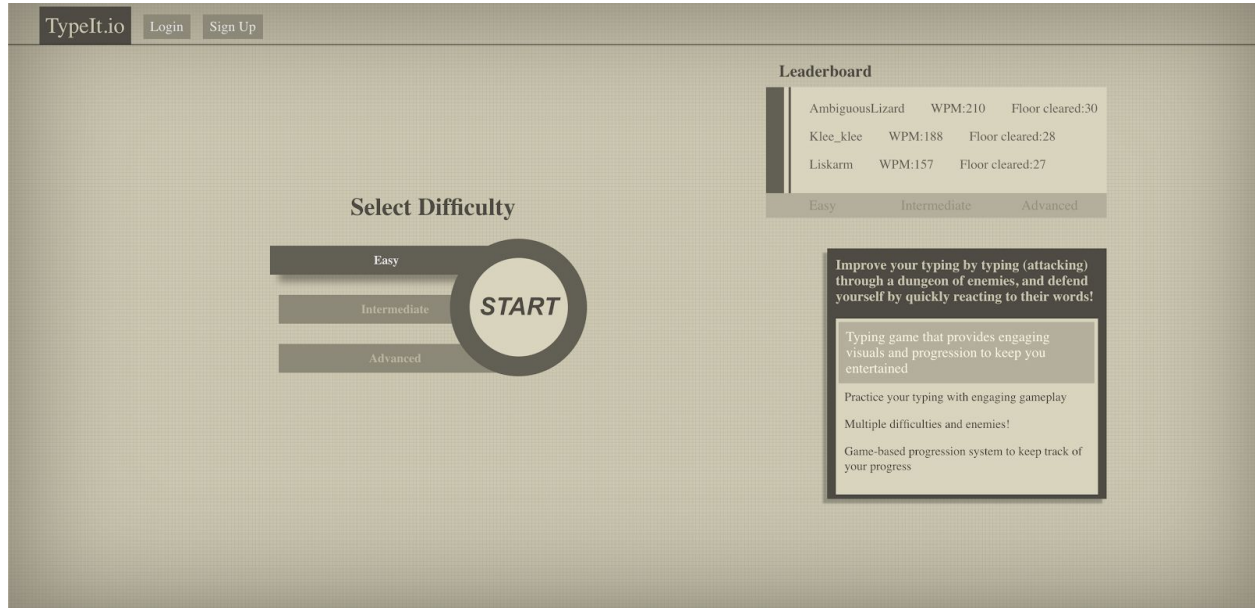 TypeIt.io Login Sign Up
Leaderboard
AmbiguousLizard WPM:210 Floor cleared:30
Klee_klee WPM:188 Floor cleared:28
Liskarm WPM:157 Floor cleared:27
Easy Intermediate Advanced
Select Difficulty
Easy
Intermediate
Advanced
START
Improve your typing by typing (attacking)
through a dungeon of enemies, and defend
yourself by quickly reacting to their words!
Typing game that provides engaging
visuals and progression to keep you
entertained
Practice your typing with engaging gameplay
Multiple difficulties and enemies!
Game-based progression system to keep track of
your progress